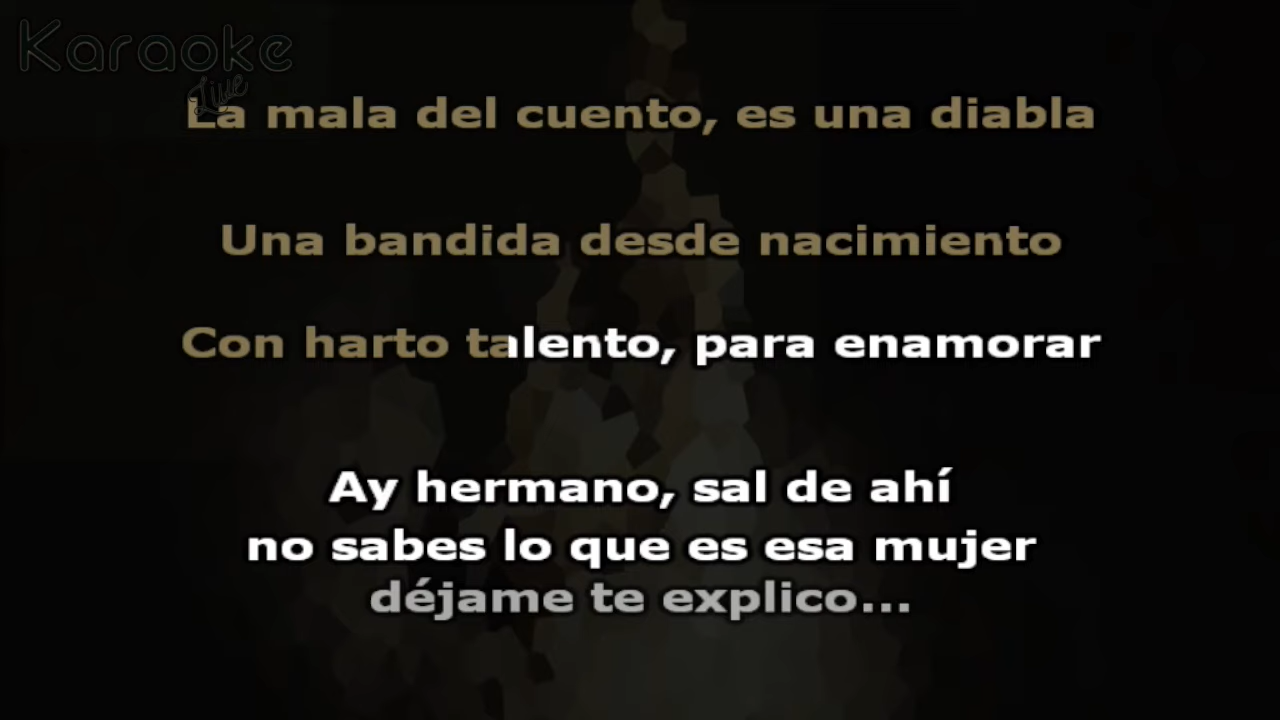 Karaoke
Live
La mala del cuento, es una diabla
Una bandida desde nacimiento
Con harto talento, para enamorar
Ay hermano, sal de ahí
no sabes lo que es esa mujer
déjame te explico...